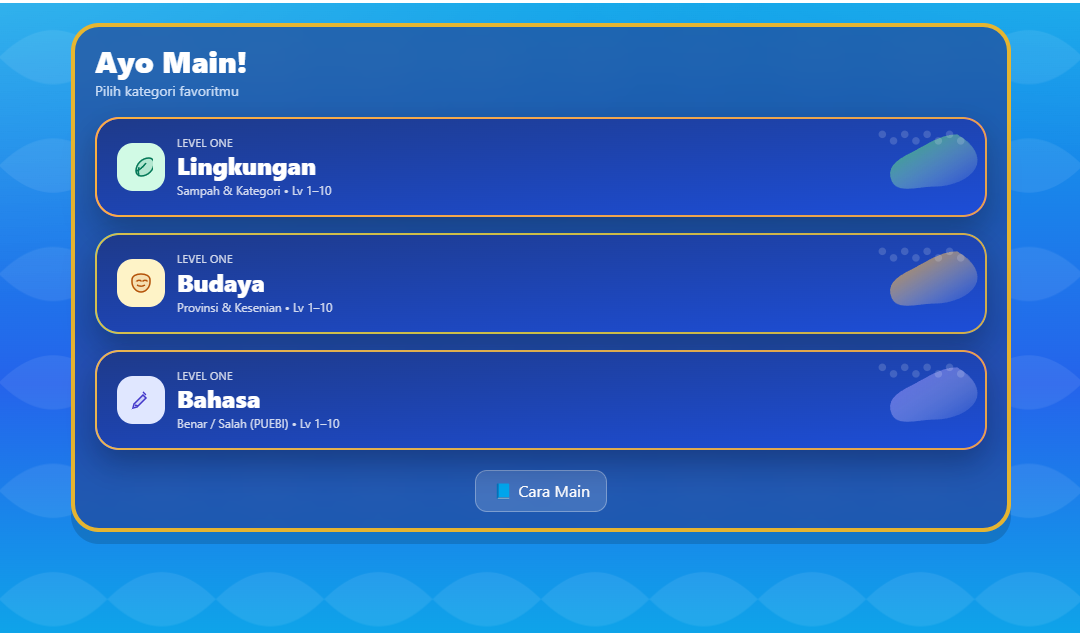 Ayo Main!
Pilih kategori favoritmu
LEVEL ONE
Lingkungan
Sampah & Kategori • Lv 1–10
LEVEL ONE
Budaya
Provinsi & Kesenian • Lv 1–10
LEVEL ONE
Bahasa
Benar / Salah (PUEBI) • Lv 1–10
Cara Main